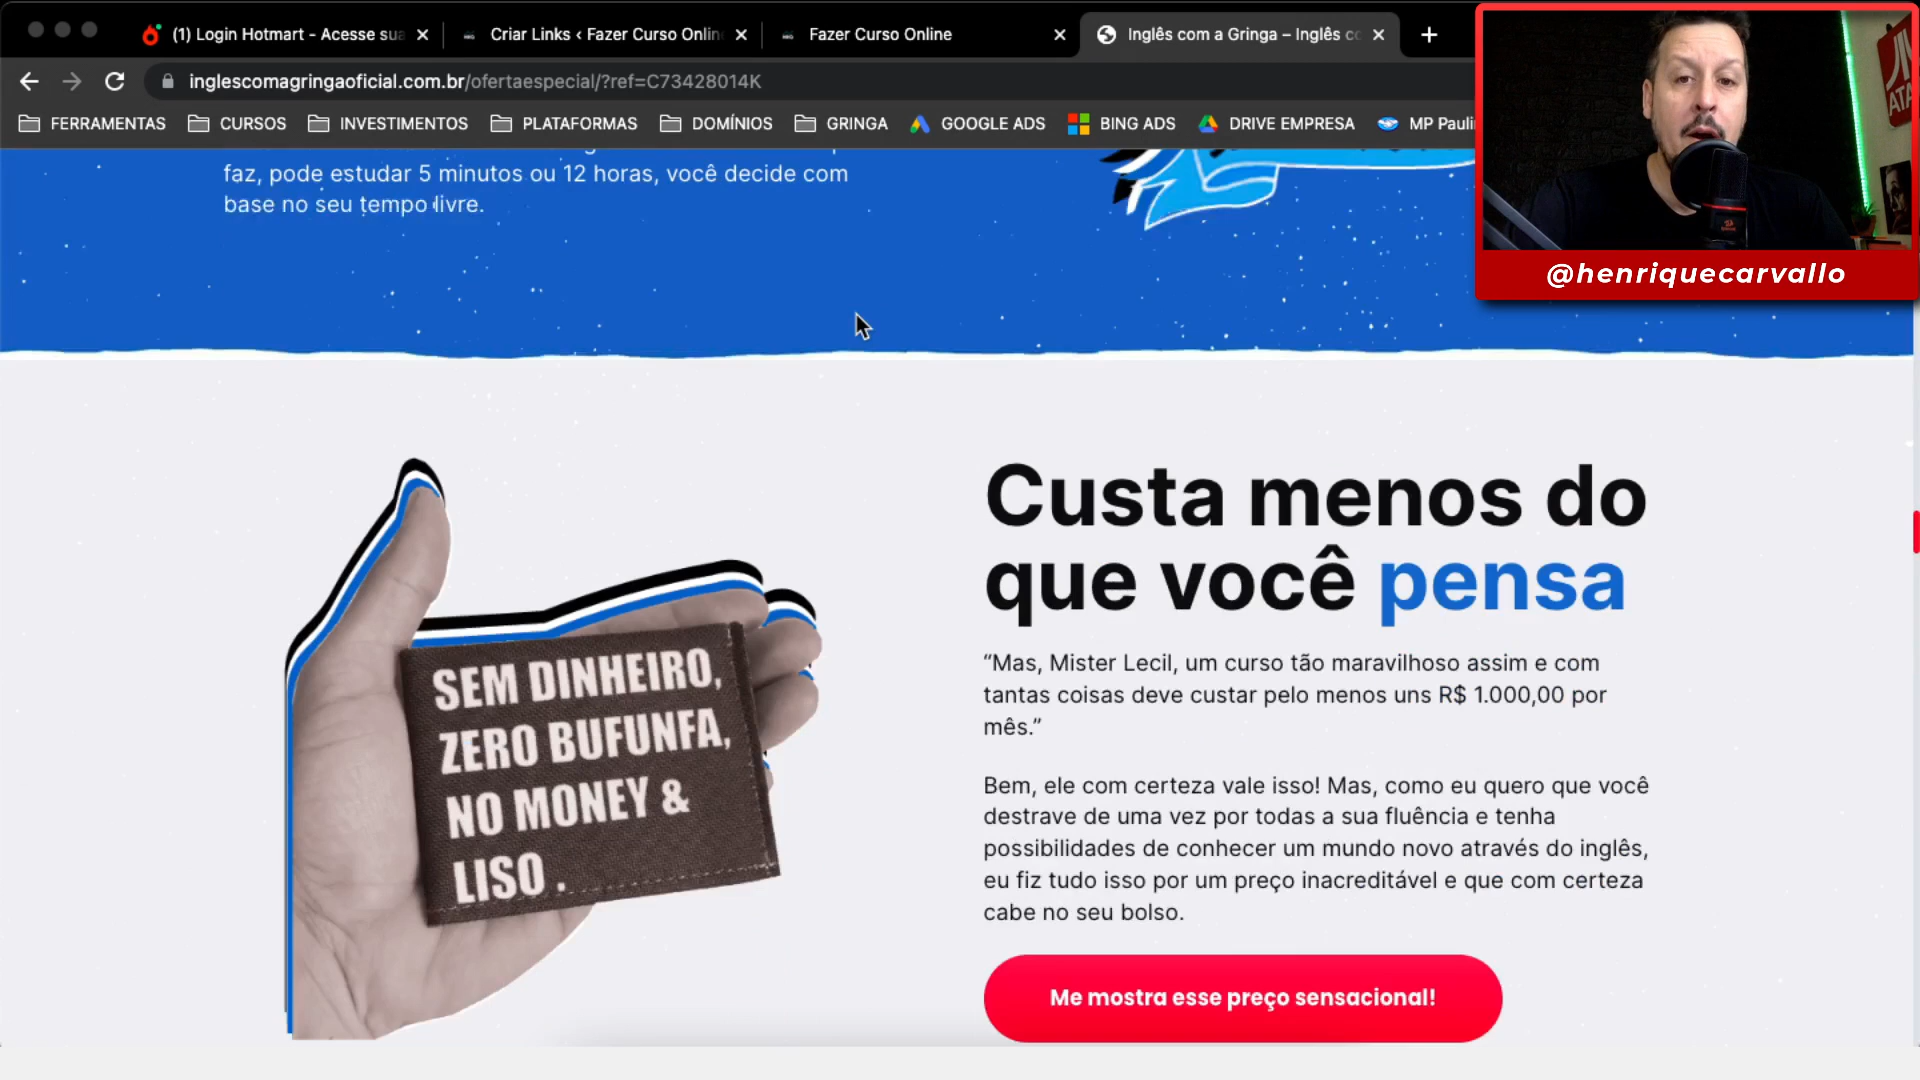 (1) Login Hotmart - Acesse sua
Criar Links ‹ Fazer Curso Online
Fazer Curso Online
Inglês com a Gringa – Inglês co
inglescomagringaoficial.com.br/ofertaespecial/?ref=C73428014K
FERRAMENTAS
CURSOS
INVESTIMENTOS
PLATAFORMAS
DOMÍNIOS
GRINGA
GOOGLE ADS
BING ADS
DRIVE EMPRESA
MP Pauli
@henriquecarvallo
faz, pode estudar 5 minutos ou 12 horas, você decide com
base no seu tempo livre.
SEM DINHEIRO,
ZERO BUFUNFA,
NO MONEY &
LISO .
Custa menos do
que você pensa
“Mas, Mister Lecil, um curso tão maravilhoso assim e com
tantas coisas deve custar pelo menos uns R$ 1.000,00 por
mês.”
Bem, ele com certeza vale isso! Mas, como eu quero que você
destrave de uma vez por todas a sua fluência e tenha
possibilidades de conhecer um mundo novo através do inglês,
eu fiz tudo isso por um preço inacreditável e que com certeza
cabe no seu bolso.
Me mostra esse preço sensacional!